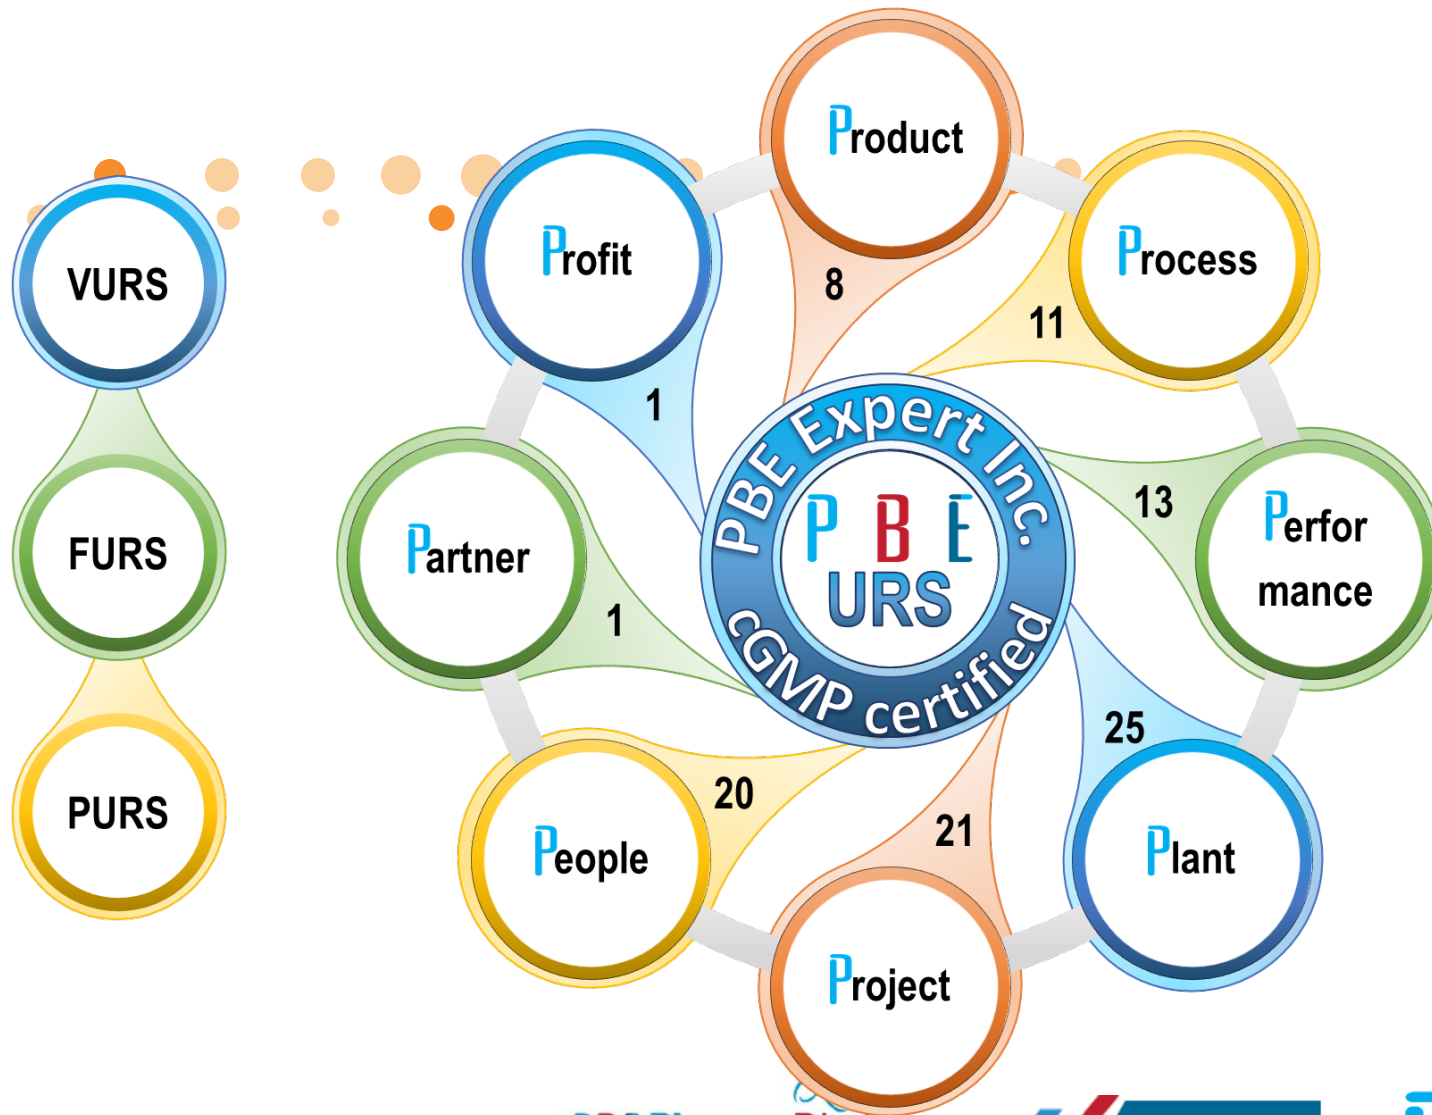 Product
Profit
Process
8
11
1
VURS
FURS
PURS
PBE Expert Inc.
P B E
URS
cGMP certified
Partner
1
13
Perfor
mance
25
20
21
People
Plant
Project